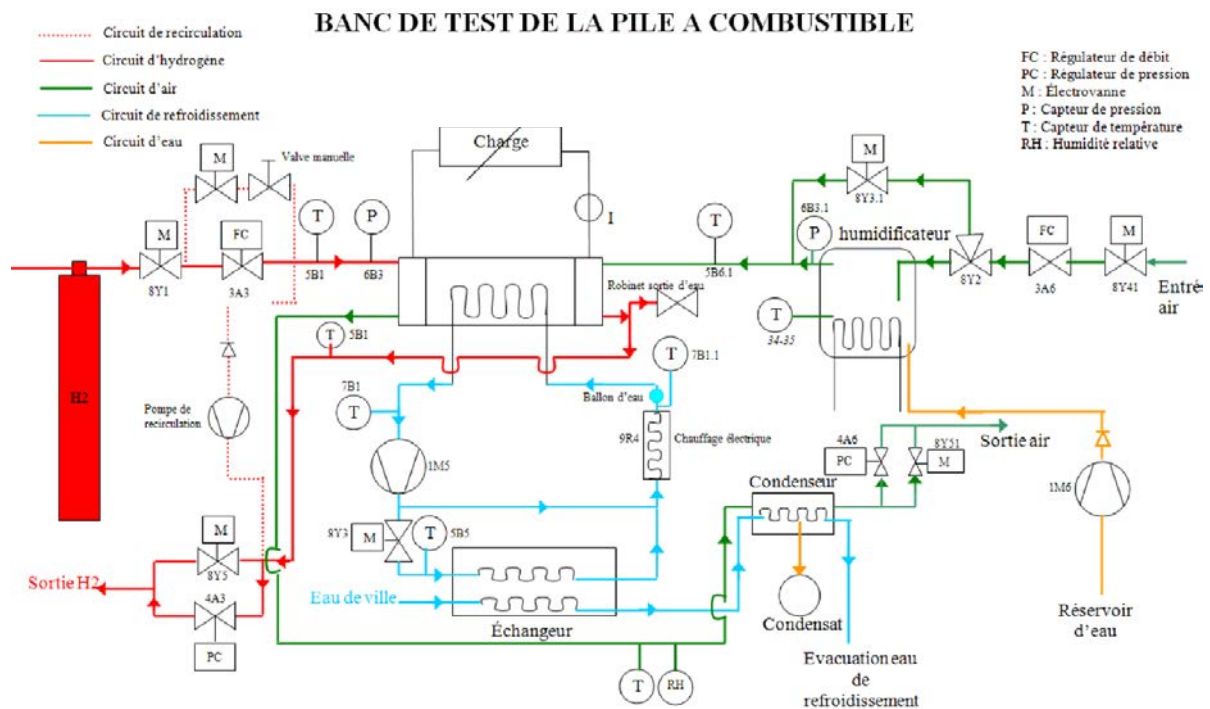 BANC DE TEST DE LA PILE A COMBUSTIBLE
Circuit de recirculation
Circuit d'hydrogène
Circuit d'air
Circuit de refroidissement
Circuit d'eau
FC : Régulateur de débit
PC : Régulateur de pression
M : Électrovanne
P : Capteur de pression
T : Capteur de température
RH : Humidité relative
Charge
M
Valve manuelle
I
M
8Y3.1
M
FC
T
P
T
6B3.1
P
humidificateur
FC
M
8Y1
3A3
5B1
6B3
5B6.1
8Y2
3A6
8Y41
Entré
air
Robinet sortie d'eau
T
5B1
T
34-35
T
7B1.1
H2
7B1
T
Ballon d'eau
Pompe de
recirculation
9R4
Chauffage électrique
1M5
4A6
PC
8Y51
M
Sortie air
1M6
Condenseur
M
8Y5
8Y3
M
T
5B5
Sortie H2
4A3
PC
Eau de ville
Échangeur
Condensat
Réservoir
d'eau
Evacuation eau
de
refroidissement
T
RH